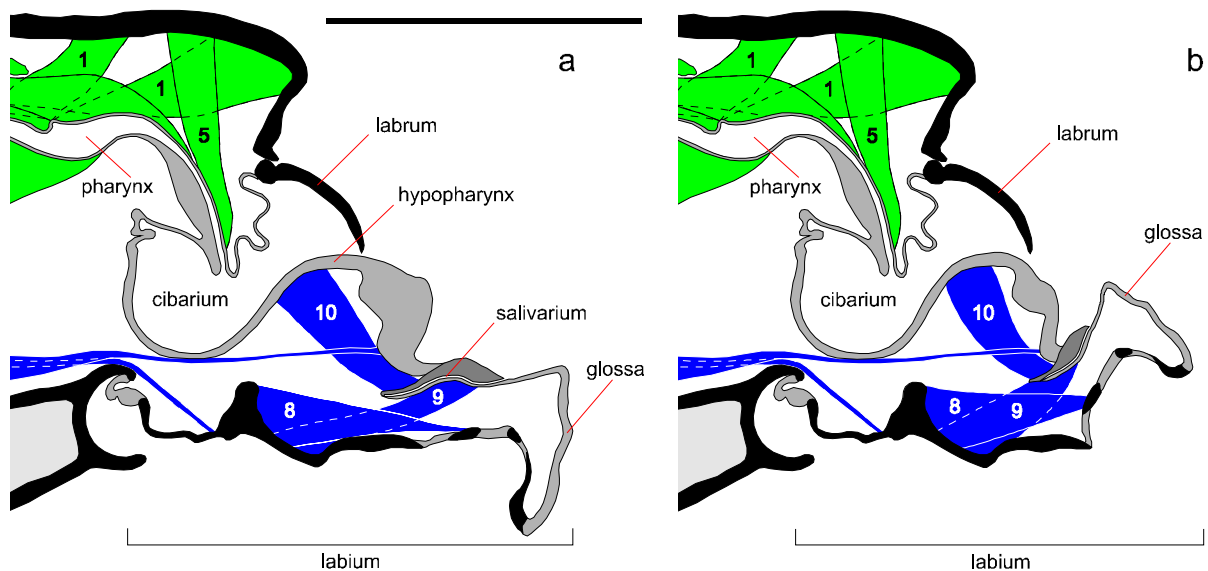 a
1
1
5
labrum
pharynx
hypopharynx
cibarium
10
salivarium
glossa
8
9
labium
b
1
1
5
labrum
pharynx
glossa
cibarium
10
8
9
labium